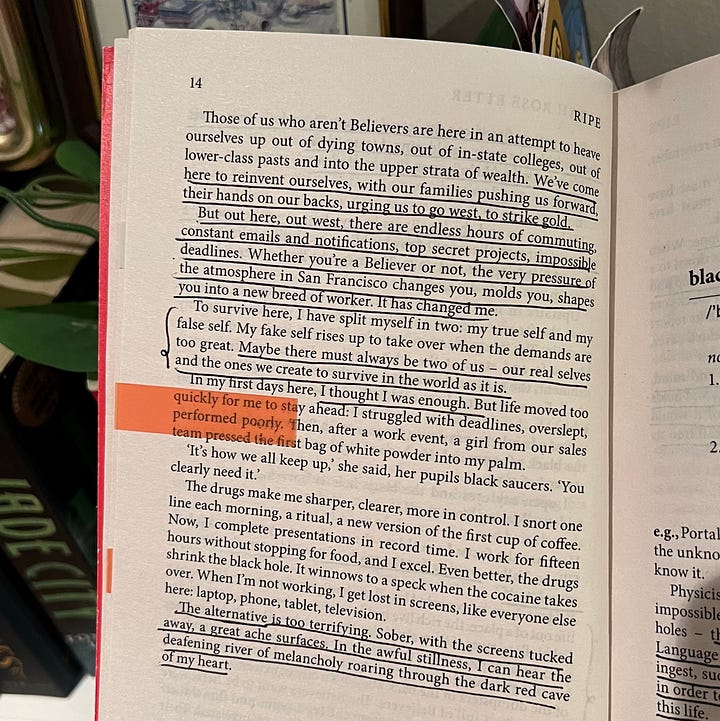 14
RIPE
Those of us who aren't Believers are here in an attempt to heave
ourselves up out of dying towns, out of in-state colleges, out of
lower-class pasts and into the upper strata of wealth. We've come
here to reinvent ourselves, with our families pushing us forward,
their hands on our backs, urging us to go west, to strike gold.
But out here, out west, there are endless hours of commuting,
constant emails and notifications, top secret projects, impossible
deadlines. Whether you're a Believer or not, the very pressure of
the atmosphere in San Francisco changes you, molds you, shapes
you into a new breed of worker. It has changed me.
To survive here, I have split myself in two: my true self and my
false self. My fake self rises up to take over when the demands are
too great. Maybe there must always be two of us – our real selves
and the ones we create to survive in the world as it is.
In my first days here, I thought I was enough. But life moved too
quickly for me to stay ahead: I struggled with deadlines, overslept,
performed poorly. Then, after a work event, a girl from our sales
team pressed the first bag of white powder into my palm.
'It's how we all keep up,' she said, her pupils black saucers. 'You
clearly need it.'
The drugs make me sharper, clearer, more in control. I snort one
line each morning, a ritual, a new version of the first cup of coffee.
Now, I complete presentations in record time. I work for fifteen
hours without stopping for food, and I excel. Even better, the drugs
shrink the black hole. It winnows to a speck when the cocaine takes
over. When I'm not working, I get lost in screens, like everyone else
here: laptop, phone, tablet, television.
The alternative is too terrifying. Sober, with the screens tucked
away, a great ache surfaces. In the awful stillness, I can hear the
deafening river of melancholy roaring through the dark red cave
of my heart.
blac
/'b
no
1.
2.
e.g., Portal
the unkno
know it.
Physicis
impossible
holes – th
Language
ingest, suc
in order to
this life.
JADE CITY